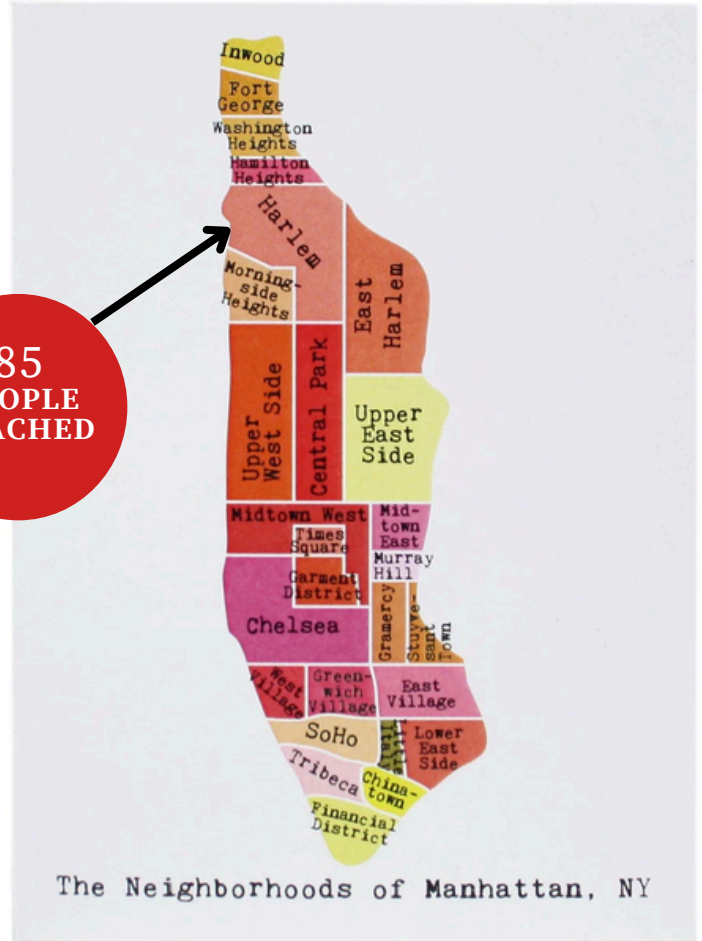 Inwood
Fort
George
Washington
Heights
Hamilton
Heights
Harlem
Morning-
side
Heights
East
Harlem
85
OPLE
ACHED
Upper
West Side
Central Park
Upper
East
Side
Midtown West
Times
Square
Garment
District
Mid-
town
East
Murray
Hill
Chelsea
Gramercy
Stuyve-
sant
Town
West
Village
Green-
wich
Village
East
Village
SoHo
Little
Italy
Lower
East
Side
Tribeca
China-
town
Financial
District
The Neighborhoods of Manhattan, NY